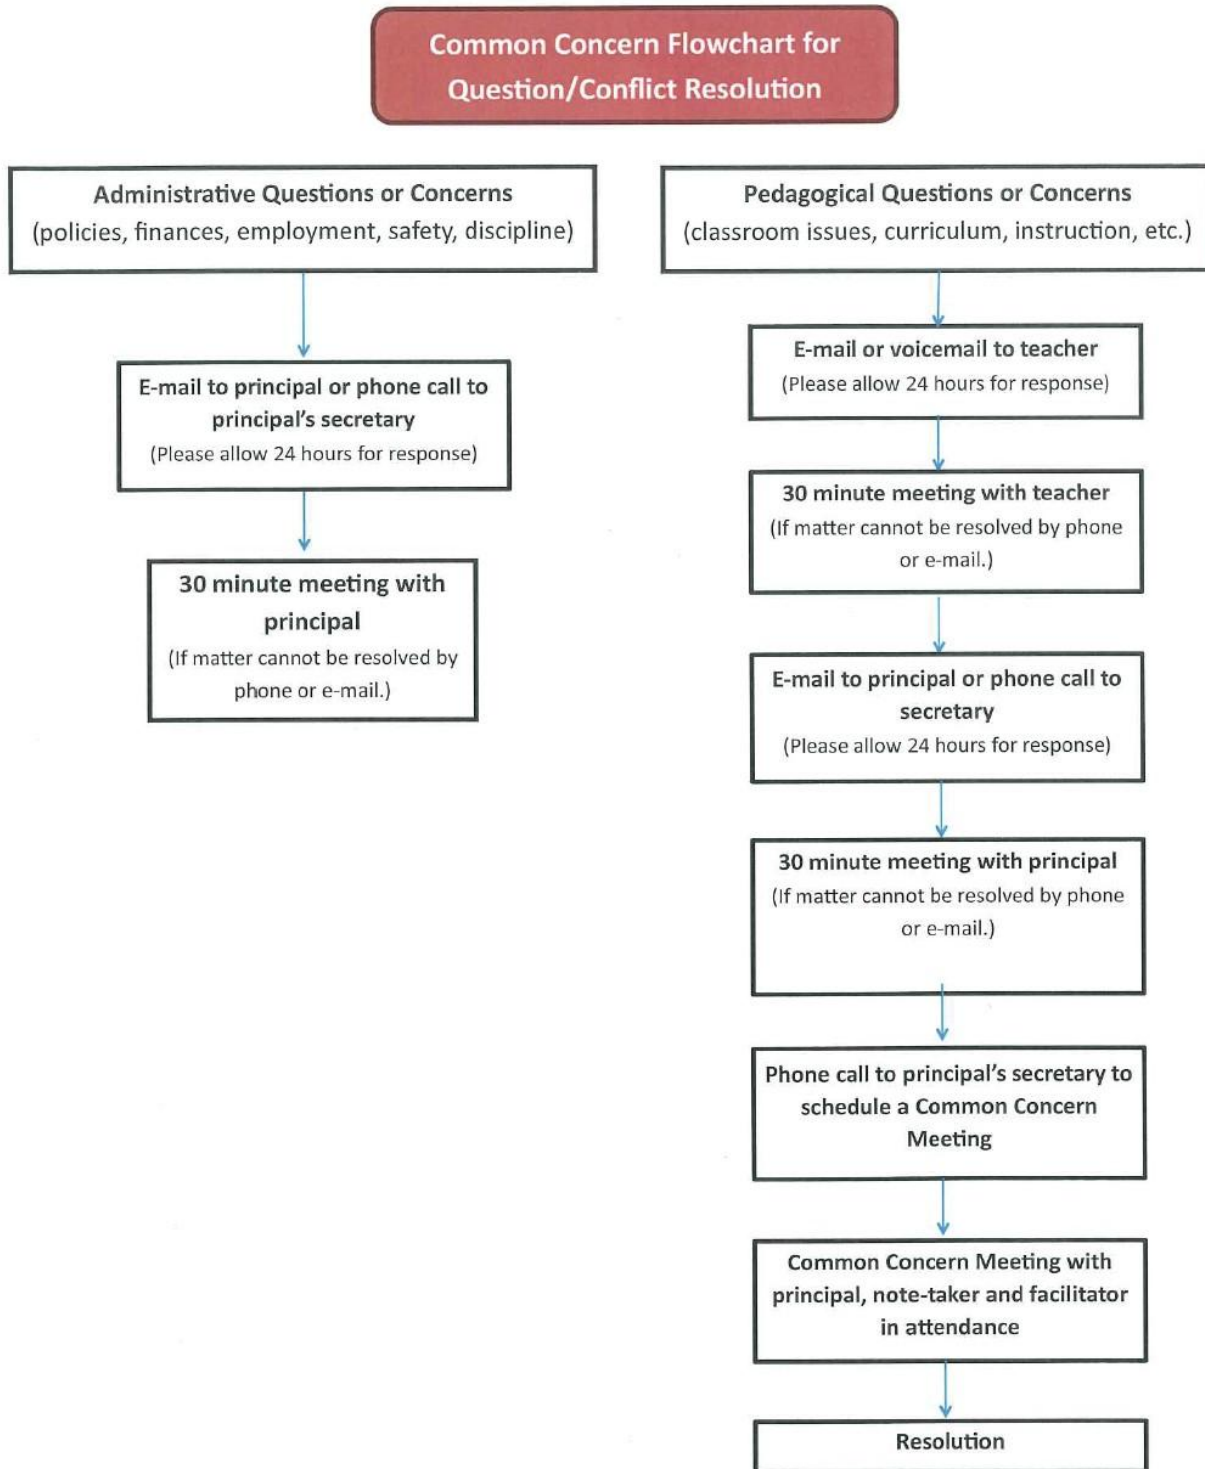 Common Concern Flowchart for
Question/Conflict Resolution
Administrative Questions or Concerns
(policies, finances, employment, safety, discipline)
E-mail to principal or phone call to
principal's secretary
(Please allow 24 hours for response)
30 minute meeting with
principal
(If matter cannot be resolved by
phone or e-mail.)
Pedagogical Questions or Concerns
(classroom issues, curriculum, instruction, etc.)
E-mail or voicemail to teacher
(Please allow 24 hours for response)
30 minute meeting with teacher
(If matter cannot be resolved by phone
or e-mail.)
E-mail to principal or phone call to
secretary
(Please allow 24 hours for response)
30 minute meeting with principal
(If matter cannot be resolved by phone
or e-mail.)
Phone call to principal's secretary to
schedule a Common Concern
Meeting
Common Concern Meeting with
principal, note-taker and facilitator
in attendance
Resolution